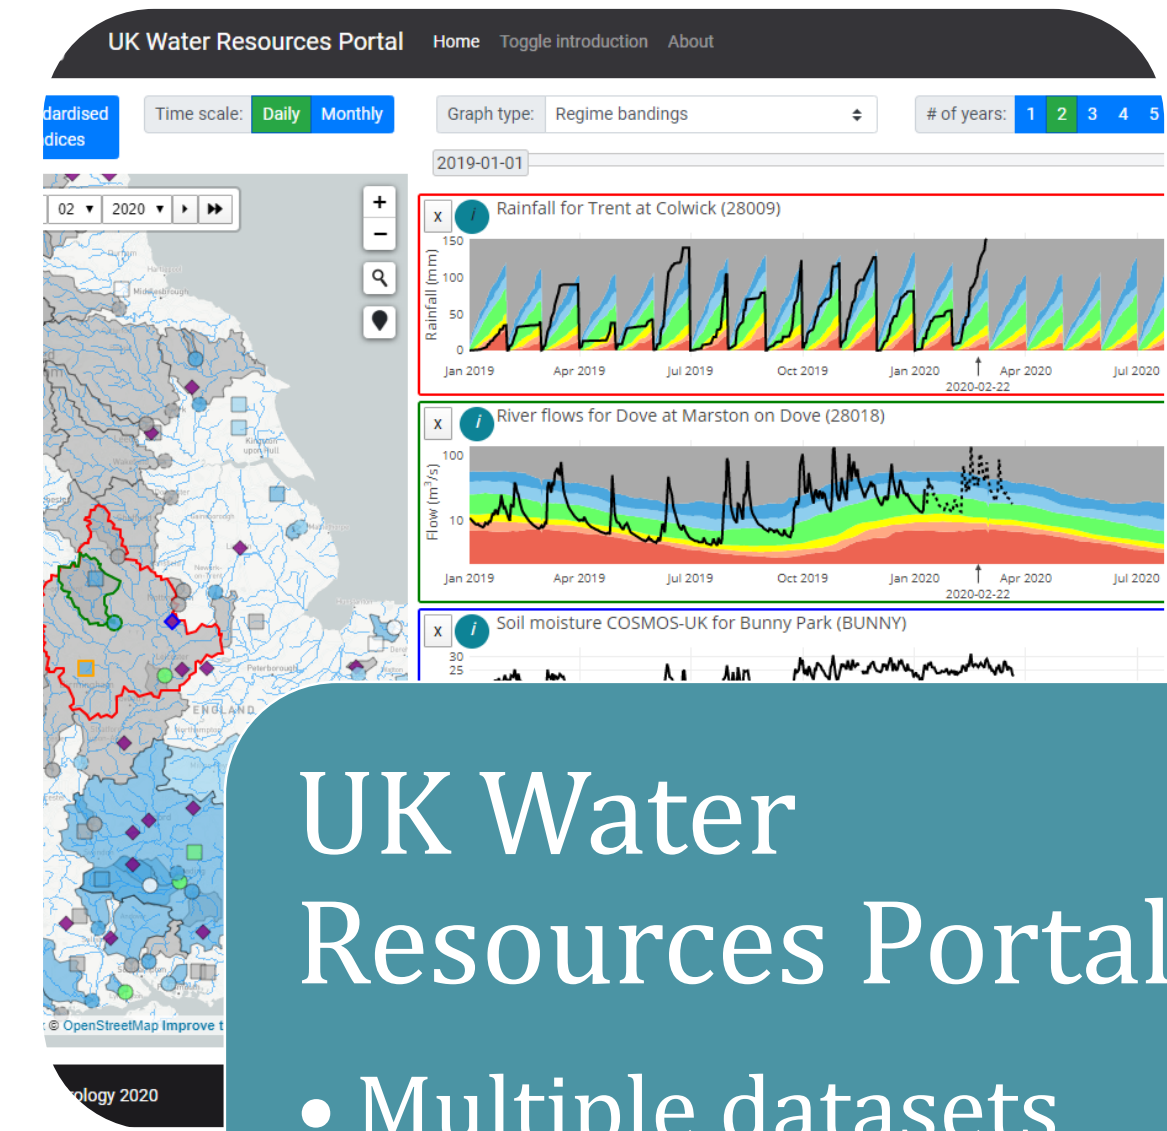 UK Water Resources Portal Home Toggle introduction About
dardised
dices
Time scale: Daily Monthly
Graph type: Regime bandings
# of years: 1 2 3 4 5
2019-01-01
02 2020
+
−
x i Rainfall for Trent at Colwick (28009)
Rainfall (mm)
150
100
50
0
Jan 2019 Apr 2019 Jul 2019 Oct 2019 Jan 2020 Apr 2020 Jul 2020
2020-02-22
x i River flows for Dove at Marston on Dove (28018)
Flow (m³/s)
100
10
Jan 2019 Apr 2019 Jul 2019 Oct 2019 Jan 2020 Apr 2020 Jul 2020
2020-02-22
x i Soil moisture COSMOS-UK for Bunny Park (BUNNY)
30
25
Middlesbrough
Kingston
upon Hull
Peterborough
ENGLAND
© OpenStreetMap Improve t
ology 2020
UK Water
Resources Portal
• Multiple datasets